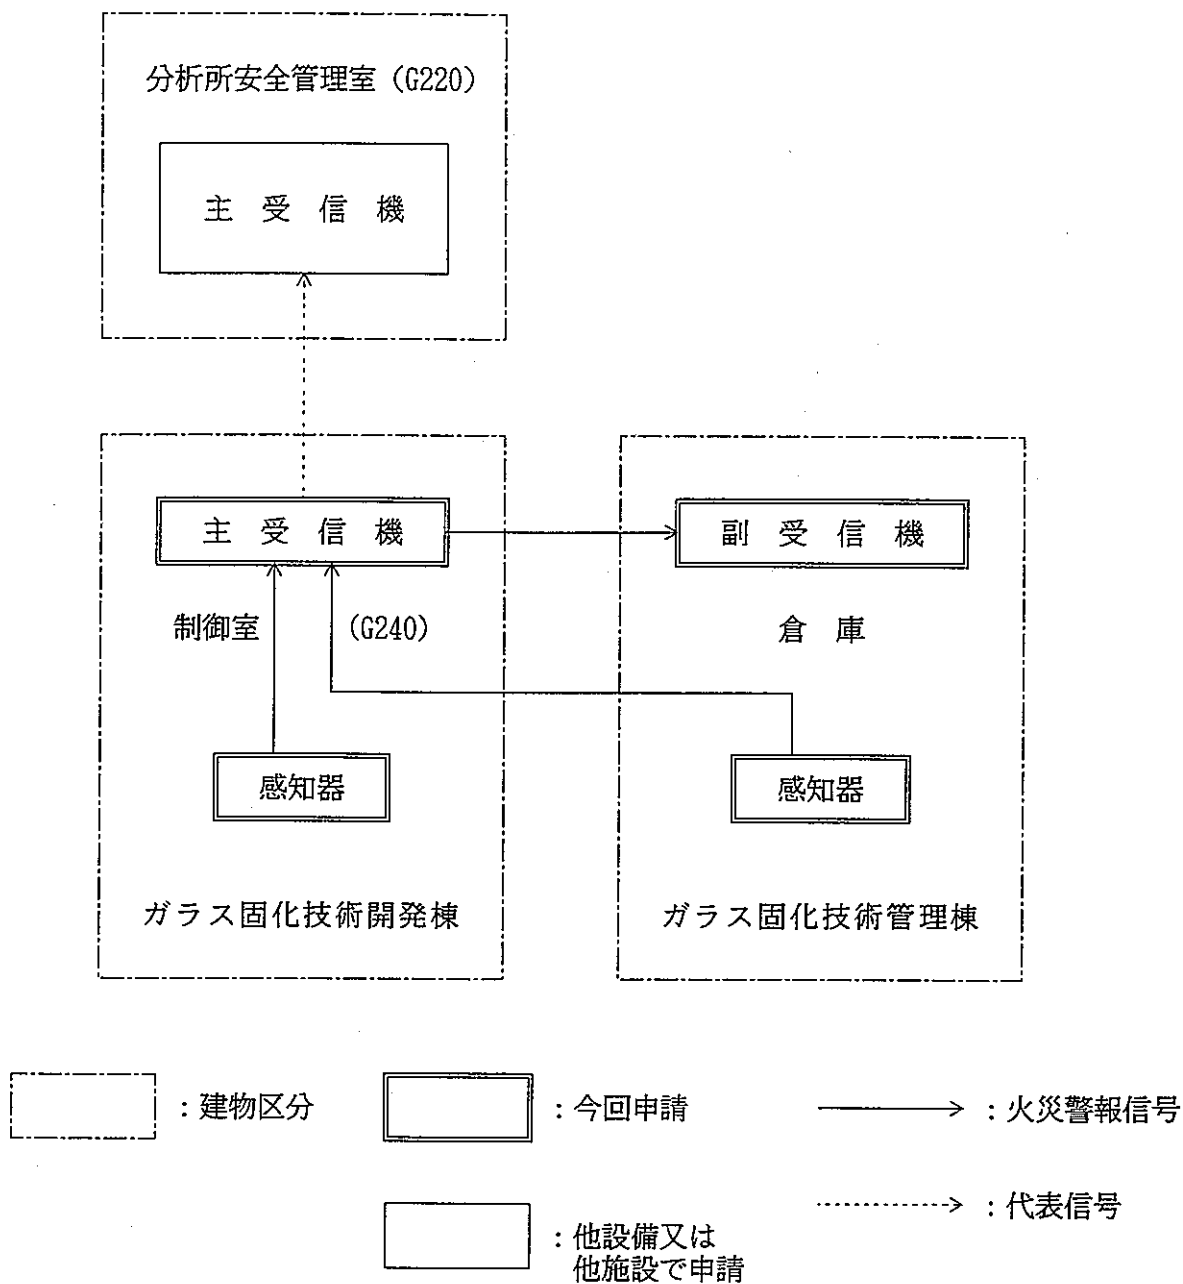 分析所安全管理室（G220）
主 受 信 機
主 受 信 機
副 受 信 機
制御室
（G240）
倉 庫
感知器
感知器
ガラス固化技術開発棟
ガラス固化技術管理棟
：建物区分
：今回申請
：火災警報信号
：他設備又は
他施設で申請
：代表信号